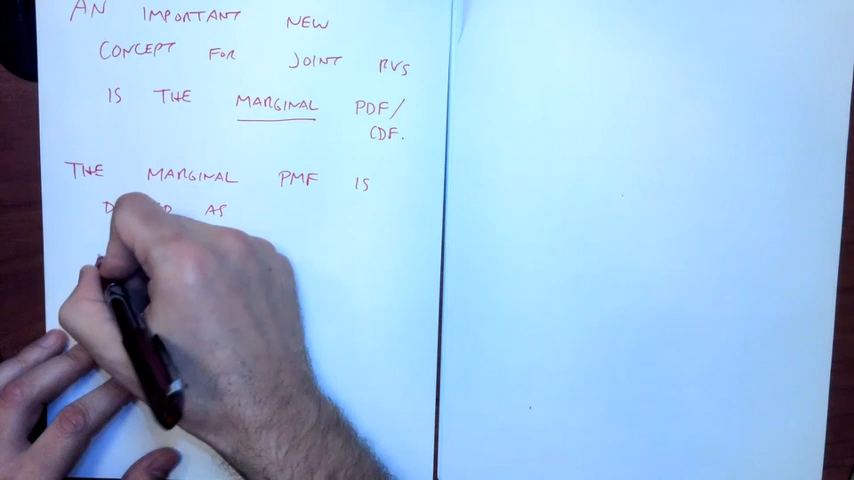 AN IMPORTANT NEW
CONCEPT FOR JOINT RVS
IS THE MARGINAL PDF/
CDF.
THE MARGINAL PMF IS
AS